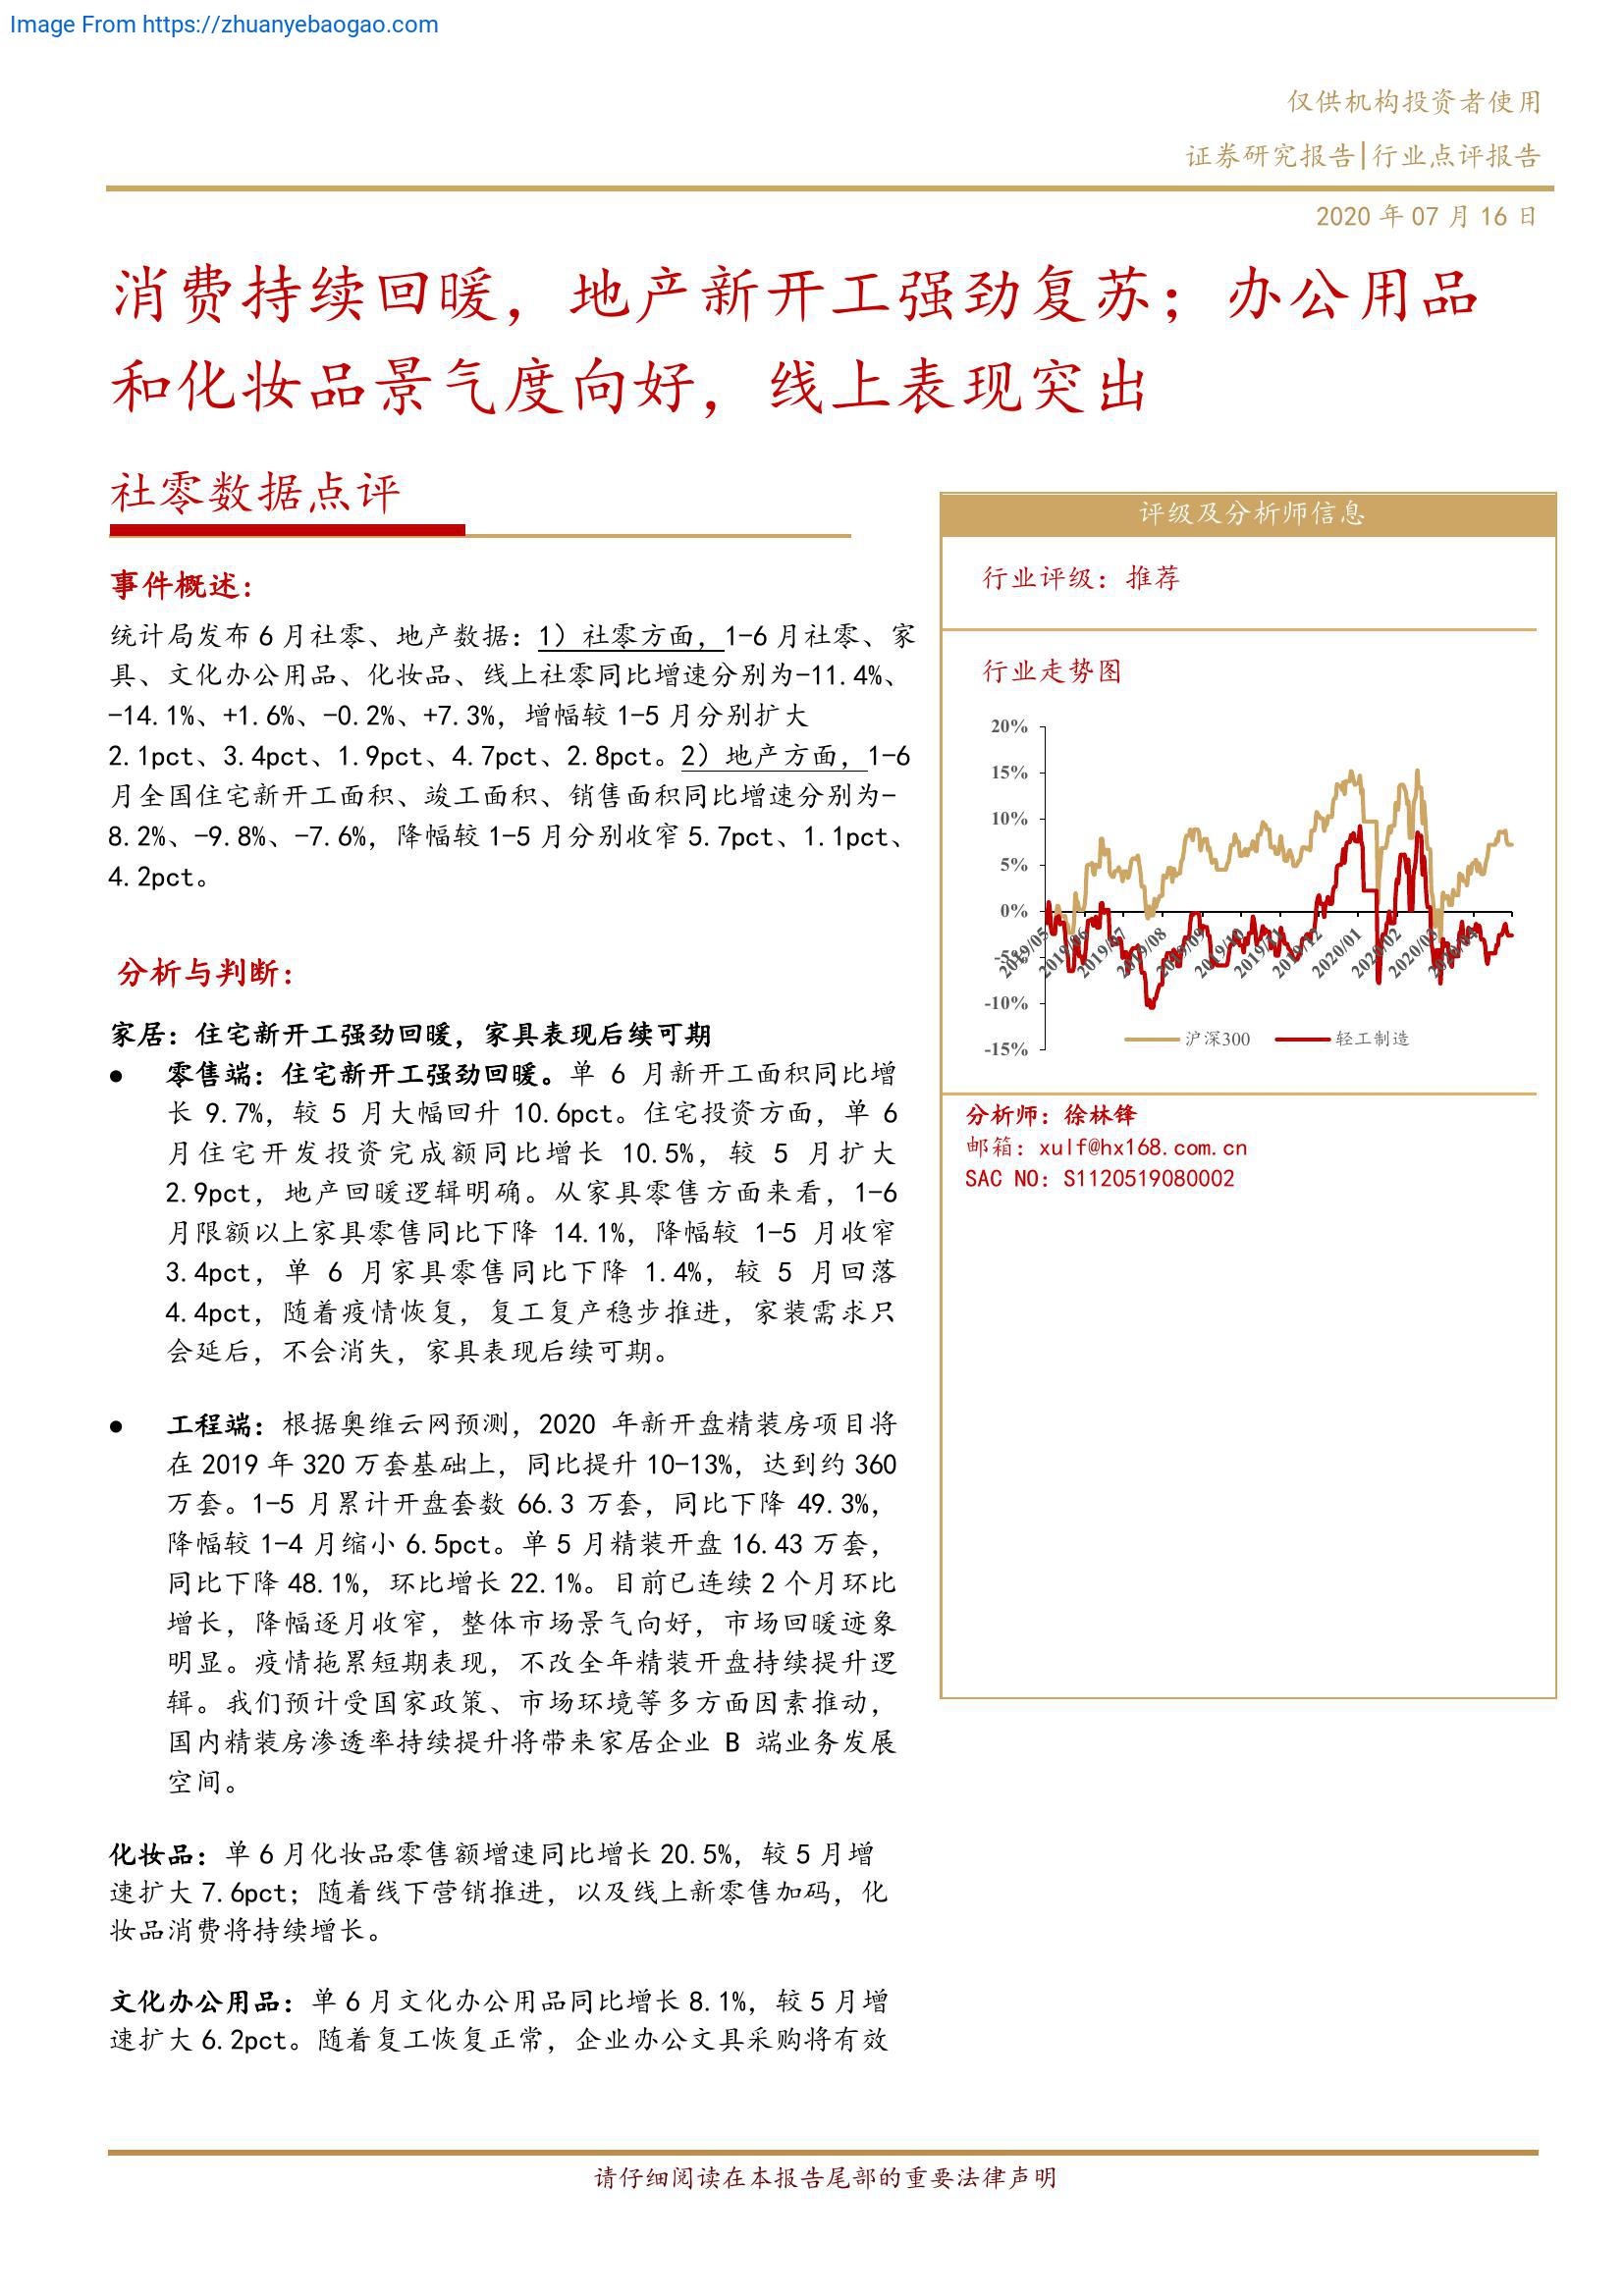 Image From https://zhuanyebaogao.com
仅供机构投资者使用
证券研究报告|行业点评报告
2020 年 07 月 16 日
消费持续回暖，地产新开工强劲复苏；办公用品
和化妆品景气度向好，线上表现突出
社零数据点评
事件概述：
统计局发布 6 月社零、地产数据：1）社零方面，1-6 月社零、家
具、文化办公用品、化妆品、线上社零同比增速分别为-11.4%、
-14.1%、+1.6%、-0.2%、+7.3%，增幅较 1-5 月分别扩大
2.1pct、3.4pct、1.9pct、4.7pct、2.8pct。2）地产方面，1-6
月全国住宅新开工面积、竣工面积、销售面积同比增速分别为-
8.2%、-9.8%、-7.6%，降幅较 1-5 月分别收窄 5.7pct、1.1pct、
4.2pct。
分析与判断：
家居：住宅新开工强劲回暖，家具表现后续可期
● 零售端：住宅新开工强劲回暖。单 6 月新开工面积同比增
长 9.7%，较 5 月大幅回升 10.6pct。住宅投资方面，单 6
月住宅开发投资完成额同比增长 10.5%，较 5 月扩大
2.9pct，地产回暖逻辑明确。从家具零售方面来看，1-6
月限额以上家具零售同比下降 14.1%，降幅较 1-5 月收窄
3.4pct，单 6 月家具零售同比下降 1.4%，较 5 月回落
4.4pct，随着疫情恢复，复工复产稳步推进，家装需求只
会延后，不会消失，家具表现后续可期。
● 工程端：根据奥维云网预测，2020 年新开盘精装房项目将
在 2019 年 320 万套基础上，同比提升 10-13%，达到约 360
万套。1-5 月累计开盘套数 66.3 万套，同比下降 49.3%，
降幅较 1-4 月缩小 6.5pct。单 5 月精装开盘 16.43 万套，
同比下降 48.1%，环比增长 22.1%。目前已连续 2 个月环比
增长，降幅逐月收窄，整体市场景气向好，市场回暖迹象
明显。疫情拖累短期表现，不改全年精装开盘持续提升逻
辑。我们预计受国家政策、市场环境等多方面因素推动，
国内精装房渗透率持续提升将带来家居企业 B 端业务发展
空间。
化妆品：单 6 月化妆品零售额增速同比增长 20.5%，较 5 月增
速扩大 7.6pct；随着线下营销推进，以及线上新零售加码，化
妆品消费将持续增长。
文化办公用品：单 6 月文化办公用品同比增长 8.1%，较 5 月增
速扩大 6.2pct。随着复工恢复正常，企业办公文具采购将有效
评级及分析师信息
行业评级：推荐
行业走势图
20%
15%
10%
5%
0%
-5%
-10%
-15%
2019/05
2019/06
2019/07
2019/08
2019/09
2019/10
2019/11
2019/12
2020/01
2020/02
2020/03
2020/04
沪深300
轻工制造
分析师：徐林锋
邮箱：xulf@hx168.com.cn
SAC NO：S1120519080002
请仔细阅读在本报告尾部的重要法律声明